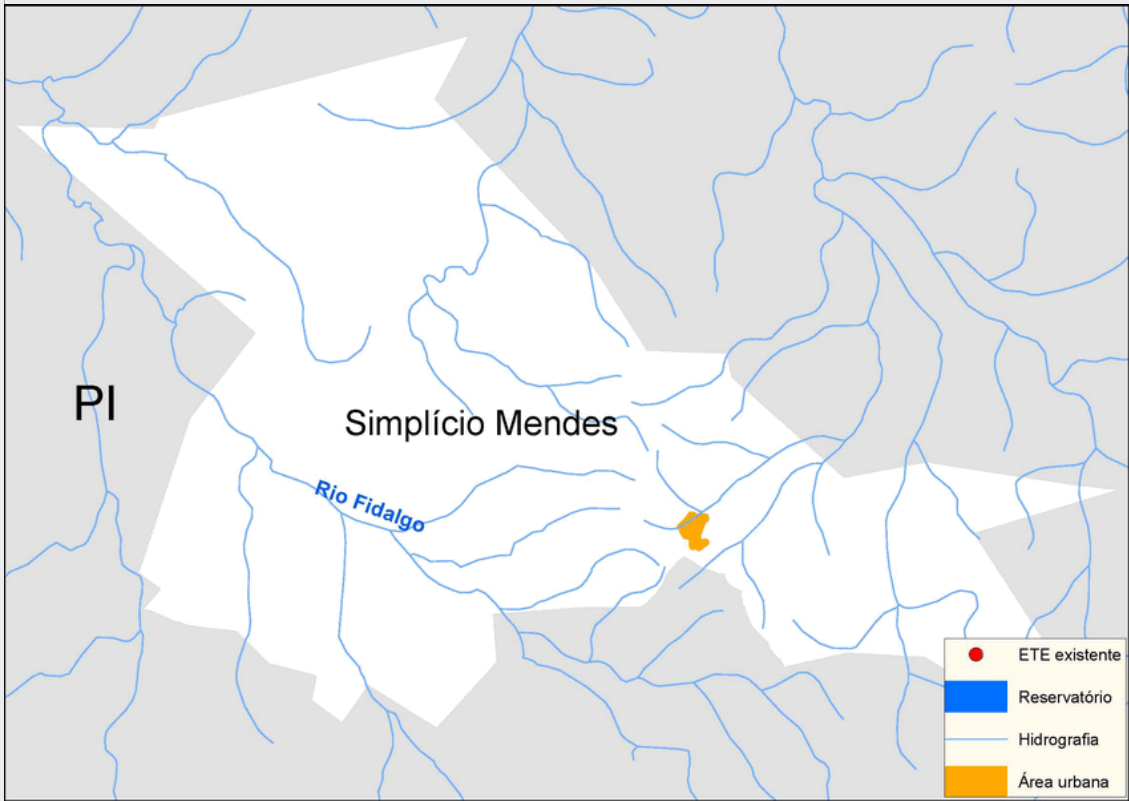 PI
Simplício Mendes
Rio Fidalgo
ETE existente
Reservatório
Hidrografia
Área urbana